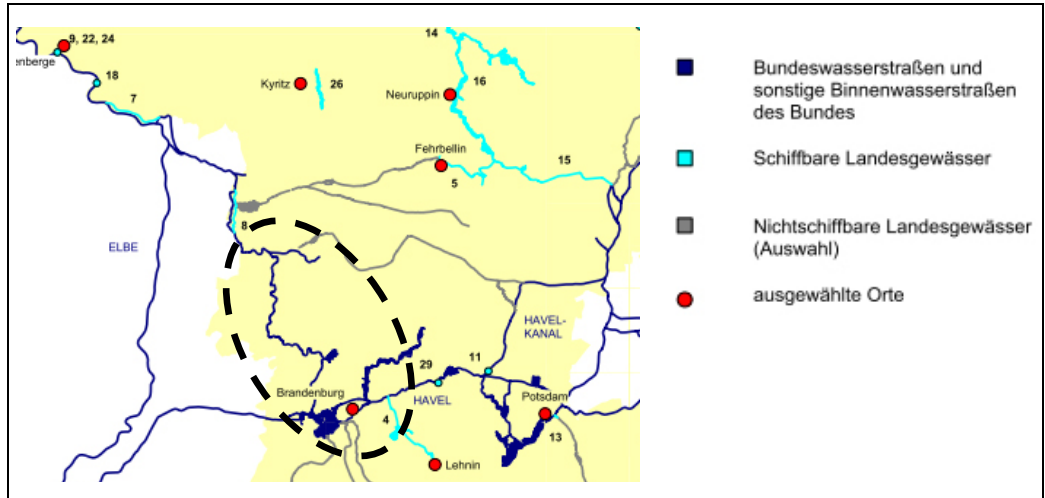 9, 22, 24
enberge
18
7
Kyritz
26
14
16
Neuruppin
Fehrbellin
5
15
8
ELBE
HAVEL-
KANAL
29
11
Brandenburg
HAVEL
4
Potsdam
13
Lehnin
Bundeswasserstraßen und
sonstige Binnenwasserstraßen
des Bundes
Schiffbare Landesgewässer
Nichtschiffbare Landesgewässer
(Auswahl)
ausgewählte Orte